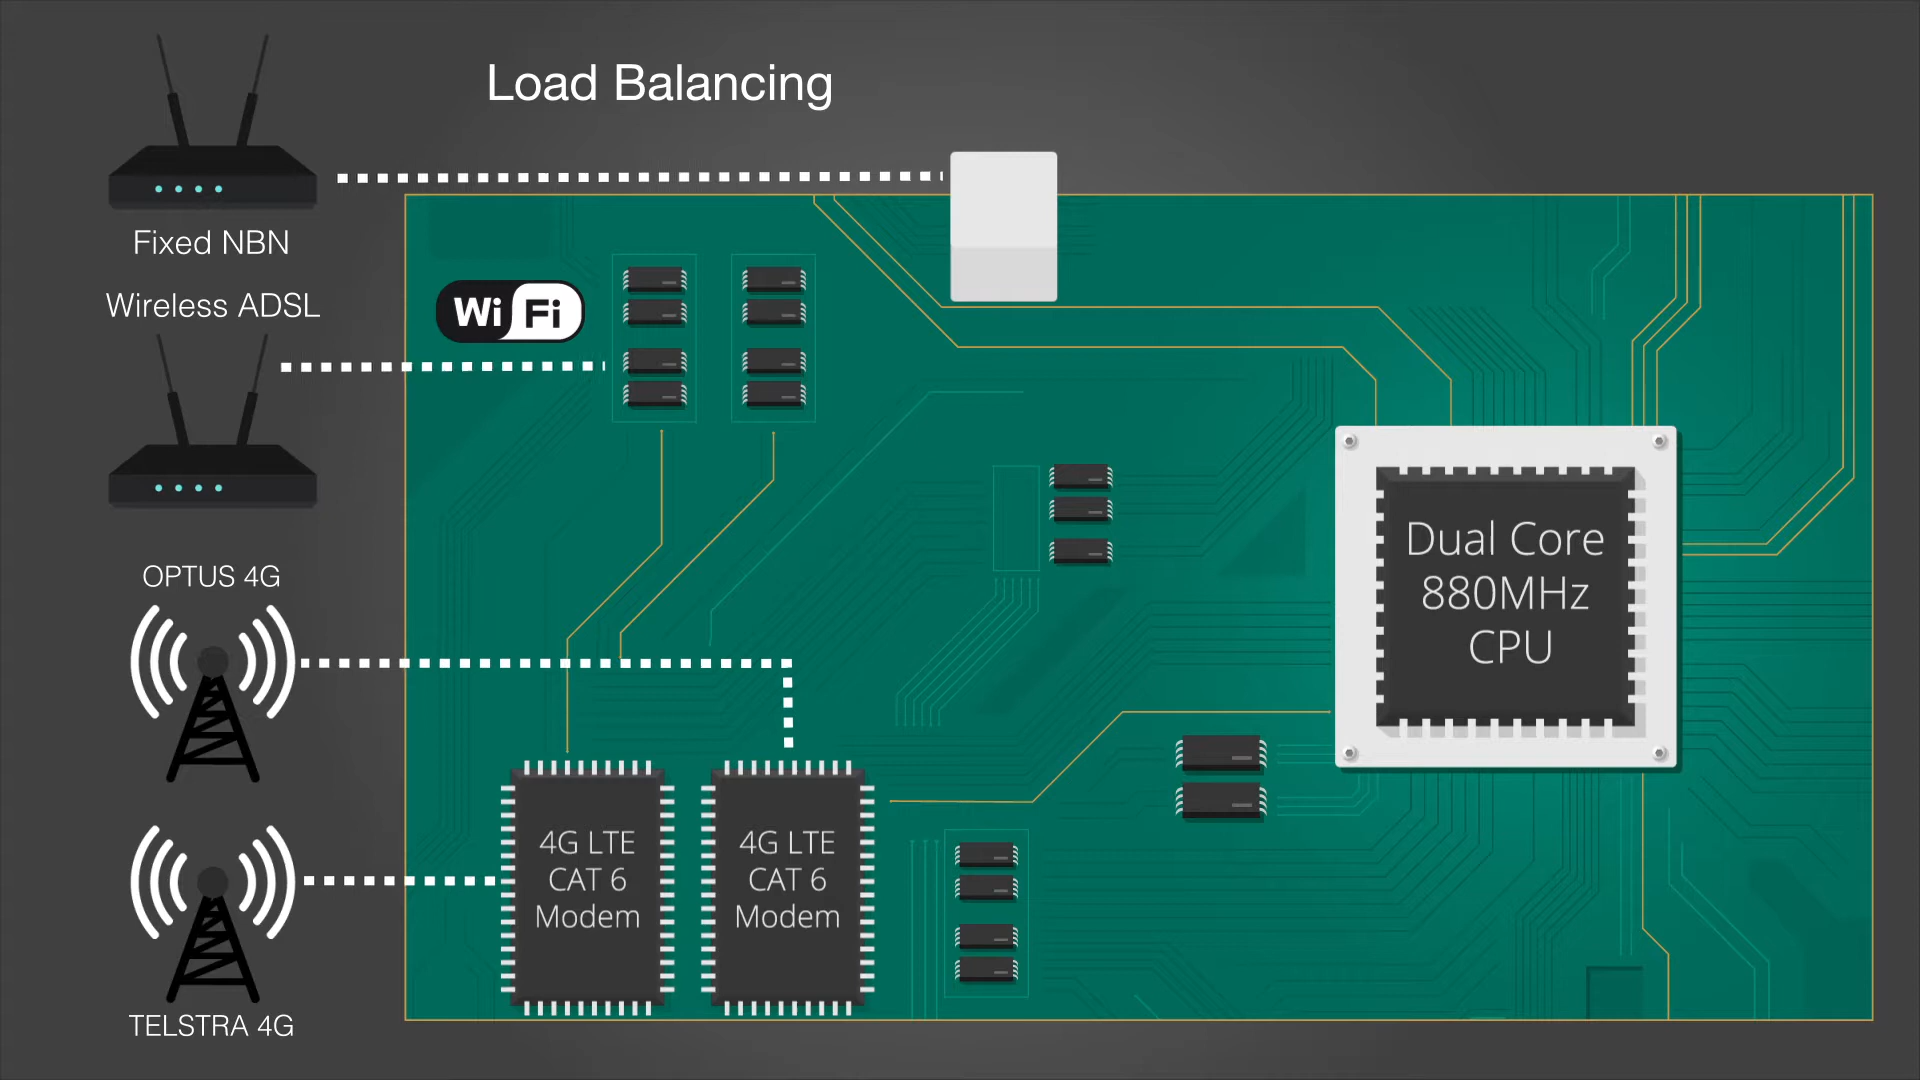 Load Balancing
Fixed NBN
Wireless ADSL
Wi Fi
OPTUS 4G
TELSTRA 4G
4G LTE
CAT 6
Modem
4G LTE
CAT 6
Modem
Dual Core
880MHz
CPU